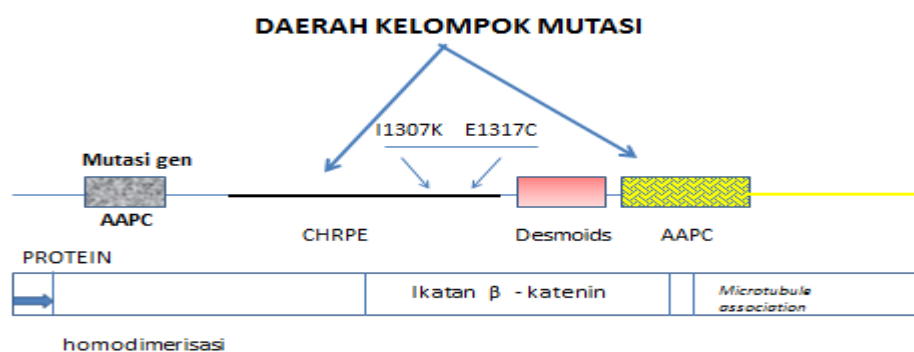 DAERAH KELOMPOK MUTASI
I1307K E1317C
Mutasi gen
AAPC
CHRPE Desmoids AAPC
PROTEIN
Ikatan β - katenin
Microtubule
association
homodimerisasi